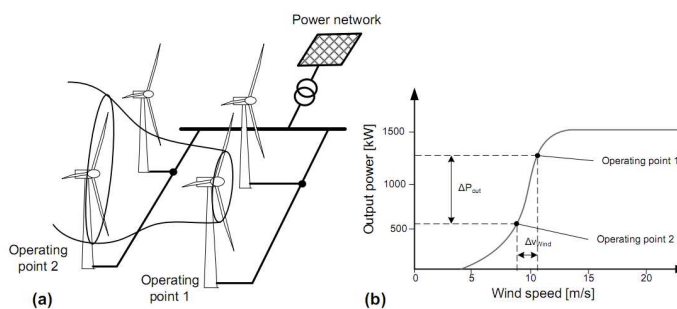 Power network
Operating
point 2
Operating
point 1
(a)
Output power [kW]
1500
1000
500
ΔP_out
Δv_Wind
Operating point 1
Operating point 2
0
5
10
15
20
Wind speed [m/s]
(b)